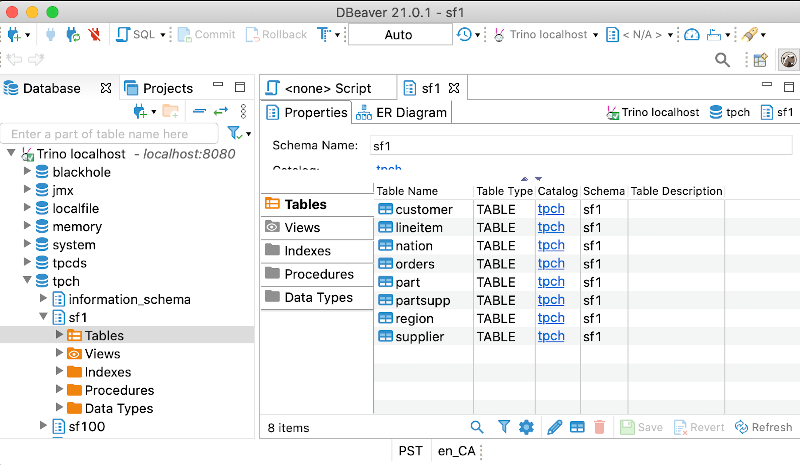 DBeaver 21.0.1 - sf1
SQL Commit Rollback T Auto Trino localhost < N/A >
Database Projects
<none> Script sf1
Properties ER Diagram Trino localhost tpch sf1
Enter a part of table name here
Trino localhost - localhost:8080
blackhole
jmx
localfile
memory
system
tpcds
tpch
information_schema
sf1
Tables
Views
Indexes
Procedures
Data Types
sf100
Schema Name: sf1
Catalog: tpch
Tables
Views
Indexes
Procedures
Data Types
Table Name Table Type Catalog Schema Table Description
customer TABLE tpch sf1
lineitem TABLE tpch sf1
nation TABLE tpch sf1
orders TABLE tpch sf1
part TABLE tpch sf1
partsupp TABLE tpch sf1
region TABLE tpch sf1
supplier TABLE tpch sf1
8 items Save Revert Refresh
PST en_CA